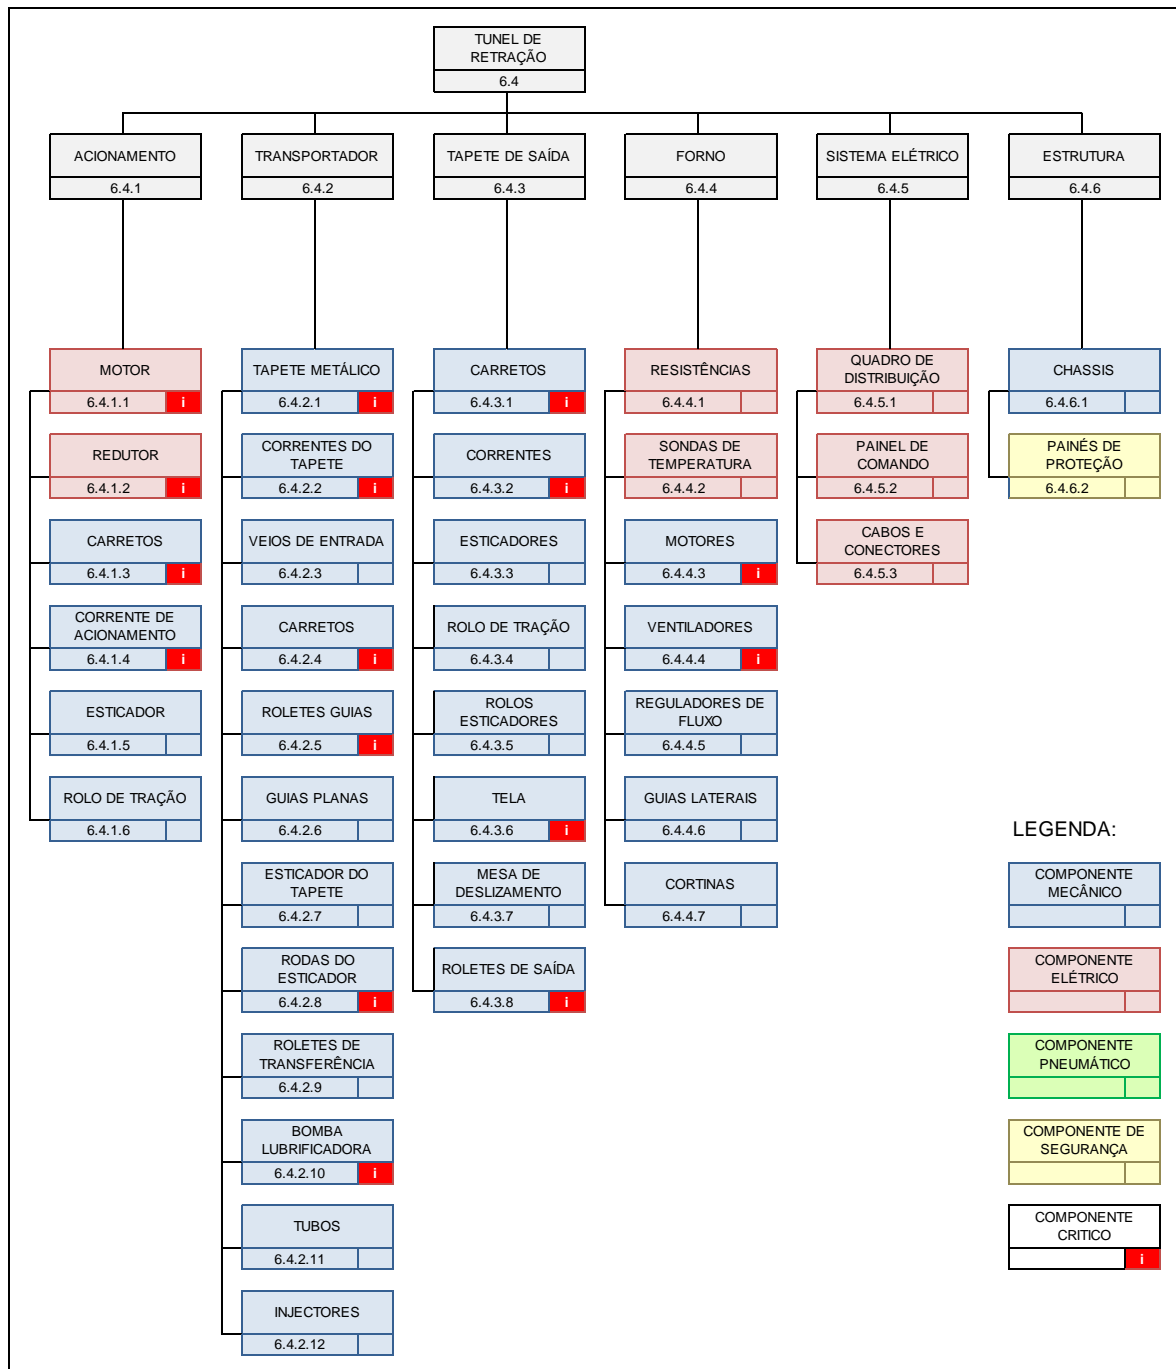 TUNEL DE
RETRAÇÃO
6.4
ACIONAMENTO
6.4.1
TRANSPORTADOR
6.4.2
TAPETE DE SAÍDA
6.4.3
FORNO
6.4.4
SISTEMA ELÉTRICO
6.4.5
ESTRUTURA
6.4.6
MOTOR
6.4.1.1 i
REDUTOR
6.4.1.2 i
CARRETOS
6.4.1.3 i
CORRENTE DE
ACIONAMENTO
6.4.1.4 i
ESTICADOR
6.4.1.5
ROLO DE TRAÇÃO
6.4.1.6
TAPETE METÁLICO
6.4.2.1 i
CORRENTES DO
TAPETE
6.4.2.2 i
VEIOS DE ENTRADA
6.4.2.3
CARRETOS
6.4.2.4 i
ROLETES GUIAS
6.4.2.5 i
GUIAS PLANAS
6.4.2.6
ESTICADOR DO
TAPETE
6.4.2.7
RODAS DO
ESTICADOR
6.4.2.8 i
ROLETES DE
TRANSFERÊNCIA
6.4.2.9
BOMBA
LUBRIFICADORA
6.4.2.10 i
TUBOS
6.4.2.11
INJECTORES
6.4.2.12
CARRETOS
6.4.3.1 i
CORRENTES
6.4.3.2 i
ESTICADORES
6.4.3.3
ROLO DE TRAÇÃO
6.4.3.4
ROLOS
ESTICADORES
6.4.3.5
TELA
6.4.3.6 i
MESA DE
DESLIZAMENTO
6.4.3.7
ROLETES DE SAÍDA
6.4.3.8 i
RESISTÊNCIAS
6.4.4.1
SONDAS DE
TEMPERATURA
6.4.4.2
MOTORES
6.4.4.3 i
VENTILADORES
6.4.4.4 i
REGULADORES DE
FLUXO
6.4.4.5
GUIAS LATERAIS
6.4.4.6
CORTINAS
6.4.4.7
QUADRO DE
DISTRIBUIÇÃO
6.4.5.1
PAINEL DE
COMANDO
6.4.5.2
CABOS E
CONECTORES
6.4.5.3
CHASSIS
6.4.6.1
PAINÉS DE
PROTEÇÃO
6.4.6.2
LEGENDA:
COMPONENTE
MECÂNICO
COMPONENTE
ELÉTRICO
COMPONENTE
PNEUMÁTICO
COMPONENTE DE
SEGURANÇA
COMPONENTE
CRITICO
i